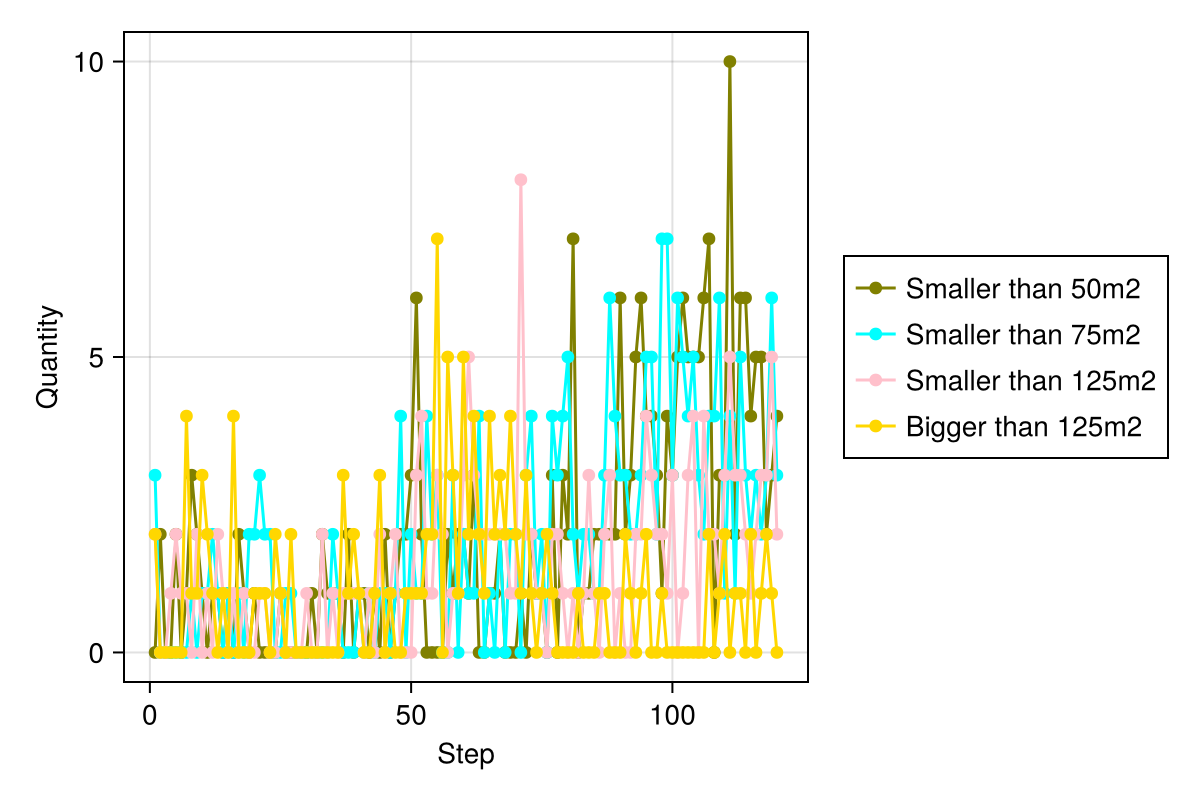 10
5
0
Quantity
0
50
100
Step
Smaller than 50m2
Smaller than 75m2
Smaller than 125m2
Bigger than 125m2